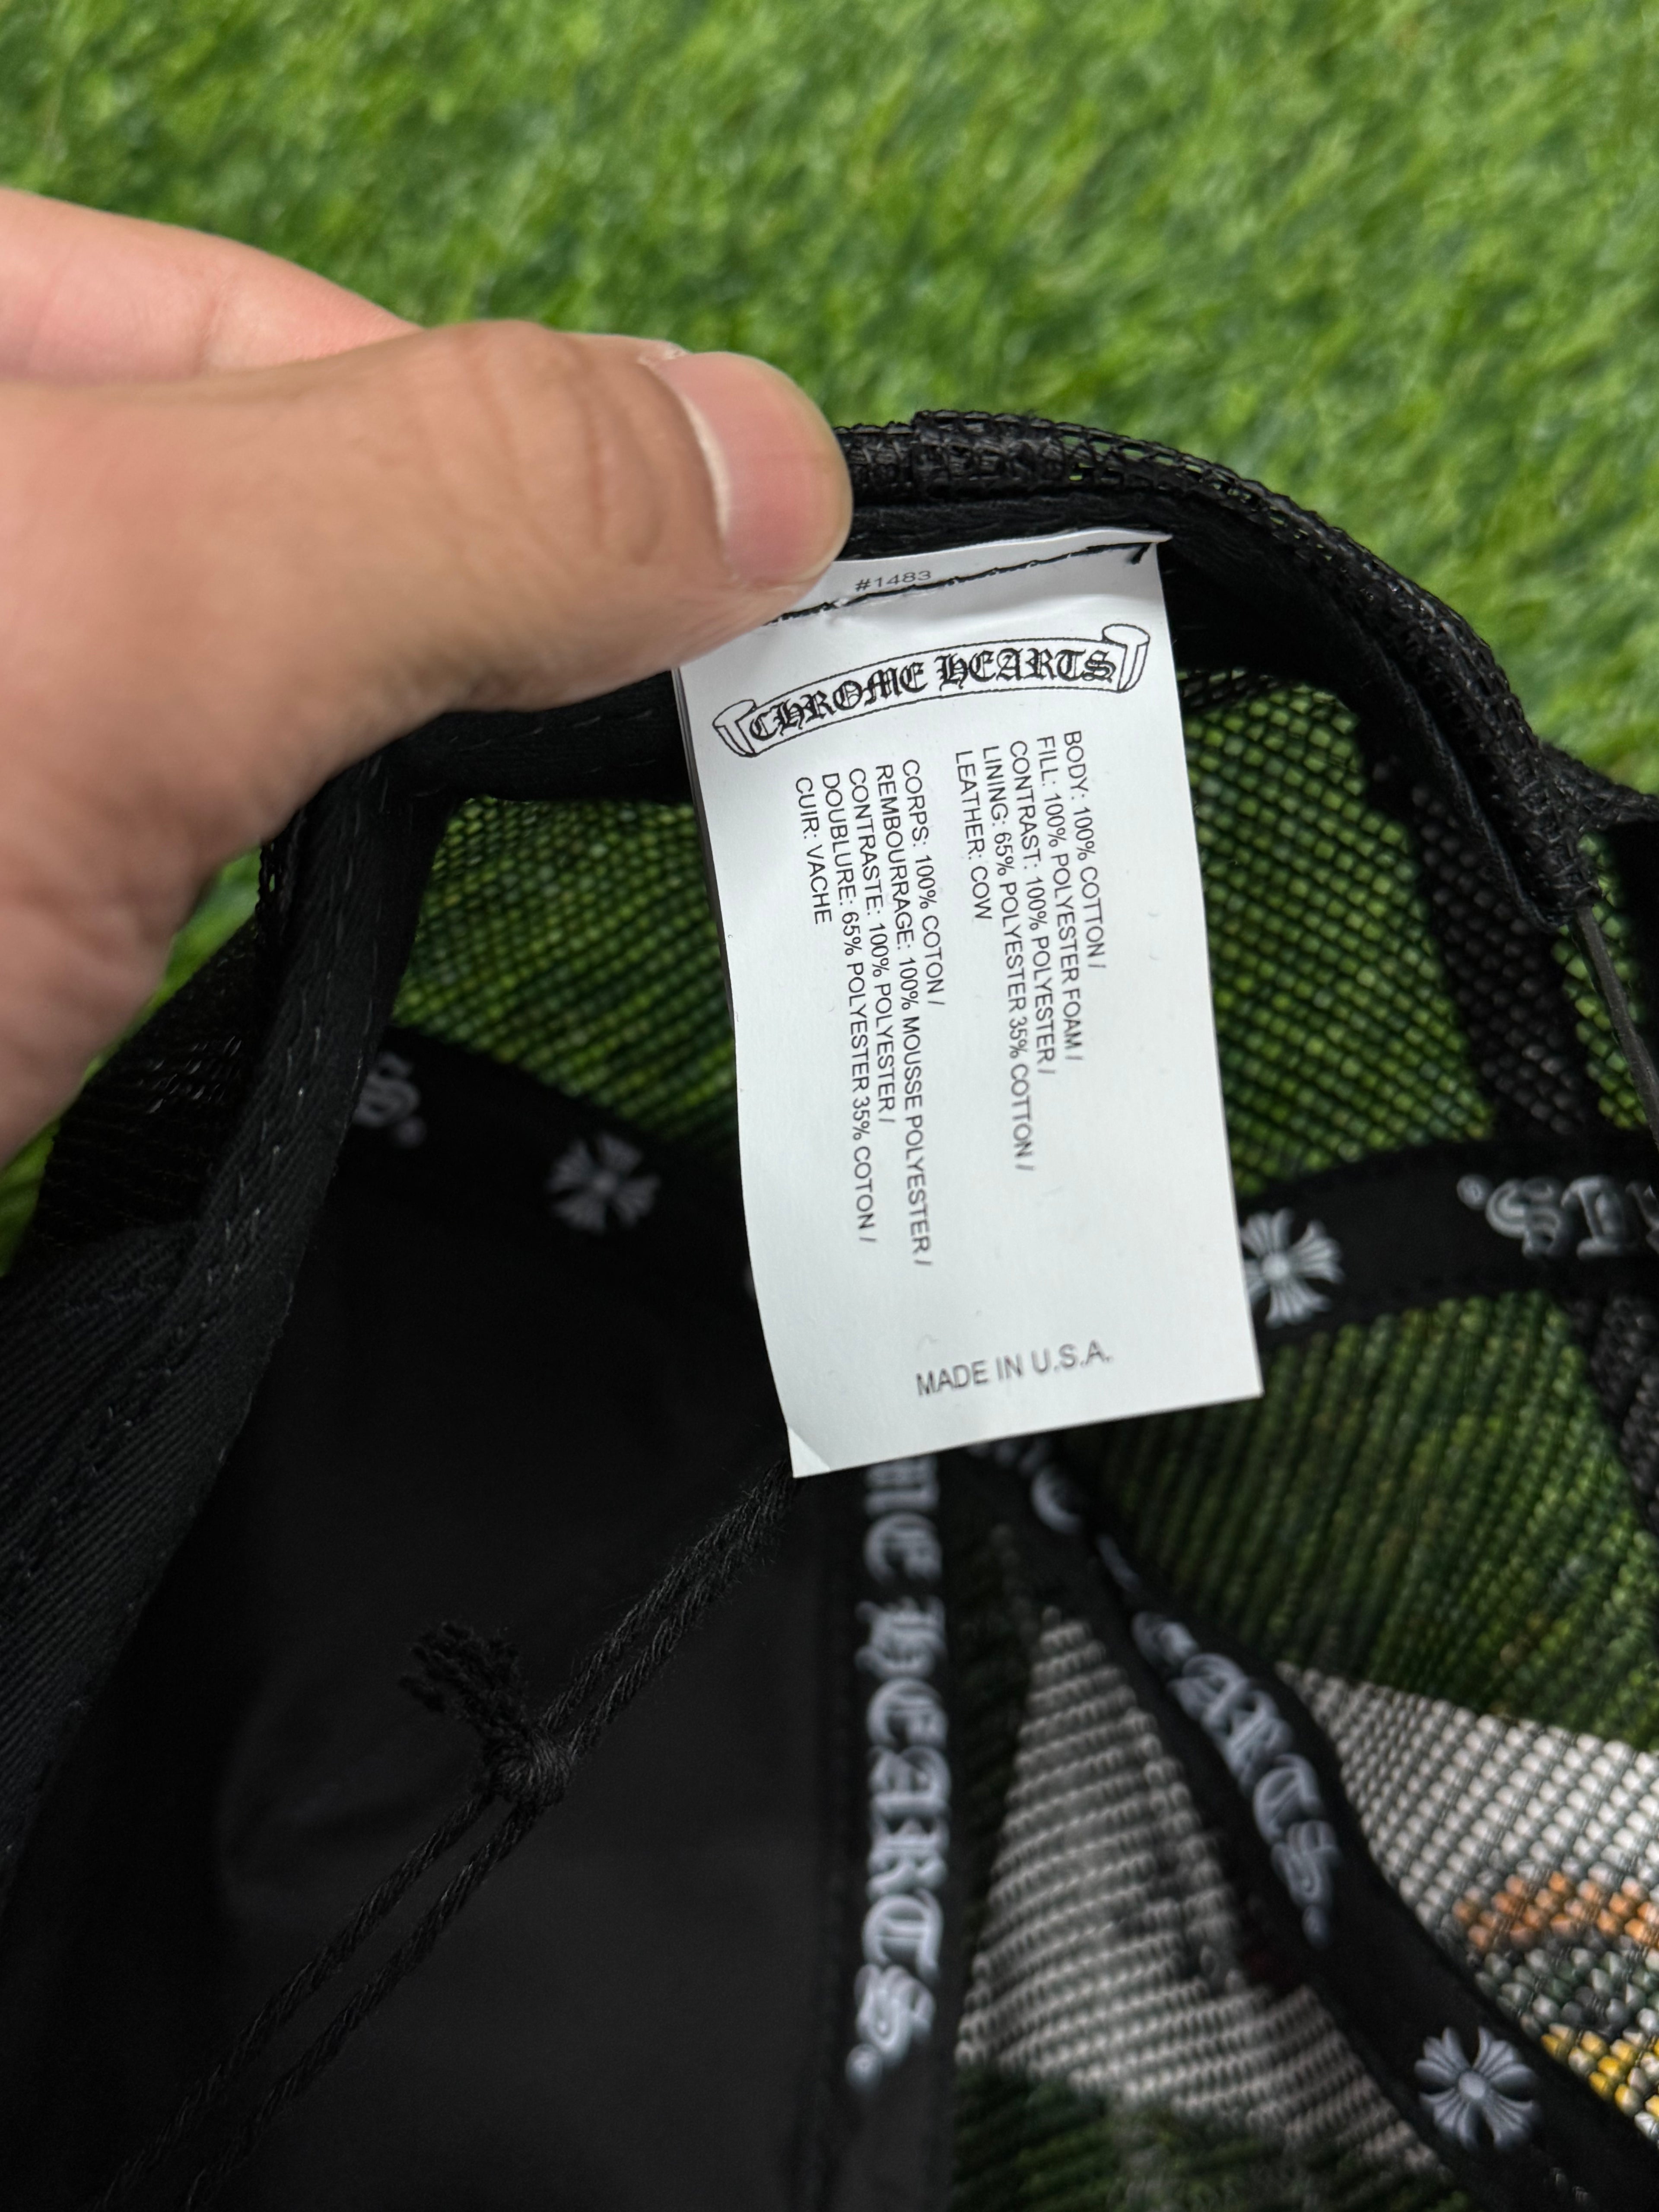 #1483
CHROME HEARTS
BODY: 100% COTTON /
FILL: 100% POLYESTER FOAM /
CONTRAST: 100% POLYESTER /
LINING: 65% POLYESTER 35% COTTON /
LEATHER: COW
CORPS: 100% COTON /
REMBOURRAGE: 100% MOUSSE POLYESTER /
CONTRASTE: 100% POLYESTER /
DOUBLURE: 65% POLYESTER 35% COTON /
CUIR: VACHE
MADE IN U.S.A.
HEARTS